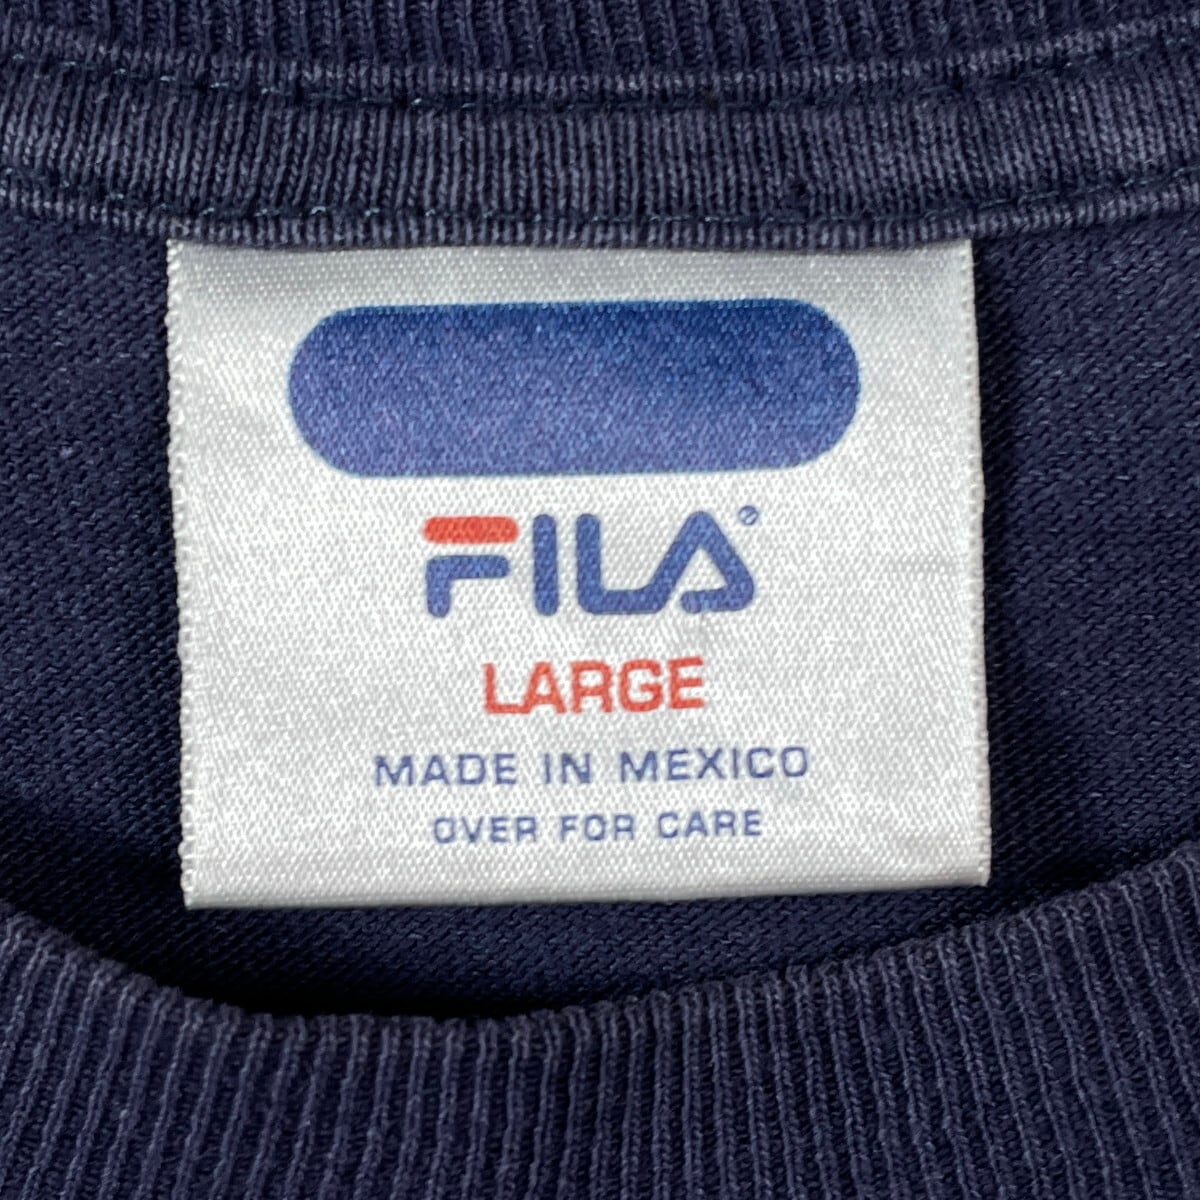 FILA®
LARGE
MADE IN MEXICO
OVER FOR CARE